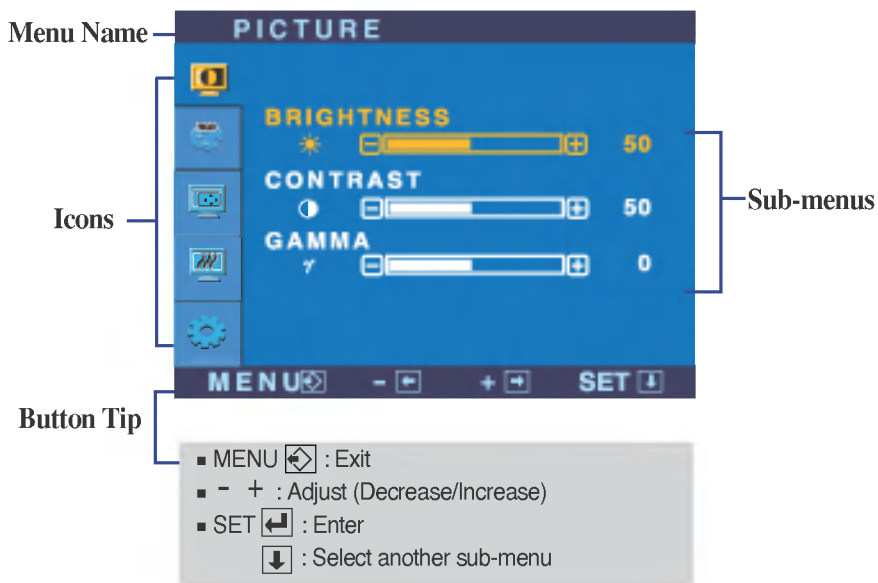 Menu Name
PICTURE
BRIGHTNESS
50
CONTRAST
50
GAMMA
γ 0
Icons
Sub-menus
MENU - + SET
Button Tip
▪ MENU : Exit
▪ - + : Adjust (Decrease/Increase)
▪ SET : Enter
: Select another sub-menu